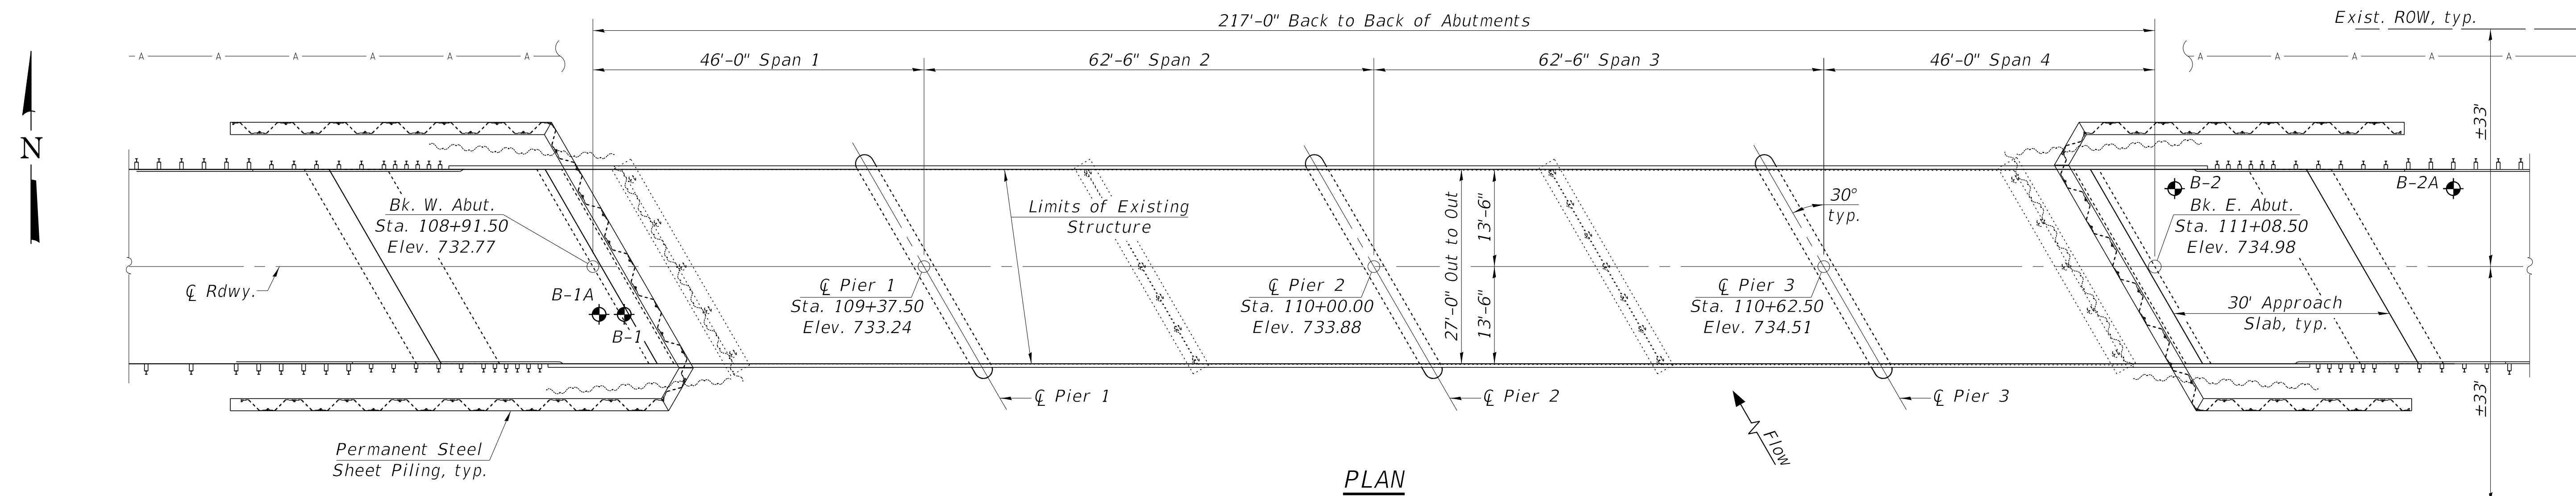 217'-0" Back to Back of Abutments
Exist. ROW, typ.
A A A A A A
46'-0" Span 1
62'-6" Span 2
62'-6" Span 3
46'-0" Span 4
A A A A A
N
±33'
Bk. W. Abut.
Sta. 108+91.50
Elev. 732.77
Limits of Existing
Structure
27'-0" Out to Out
13'-6"
13'-6"
30°
typ.
B-2
B-2A
Bk. E. Abut.
Sta. 111+08.50
Elev. 734.98
℄ Rdwy.
B-1A
B-1
℄ Pier 1
Sta. 109+37.50
Elev. 733.24
℄ Pier 2
Sta. 110+00.00
Elev. 733.88
℄ Pier 3
Sta. 110+62.50
Elev. 734.51
30' Approach
Slab, typ.
℄ Pier 1
℄ Pier 2
℄ Pier 3
±33'
Flow
Permanent Steel
Sheet Piling, typ.
PLAN